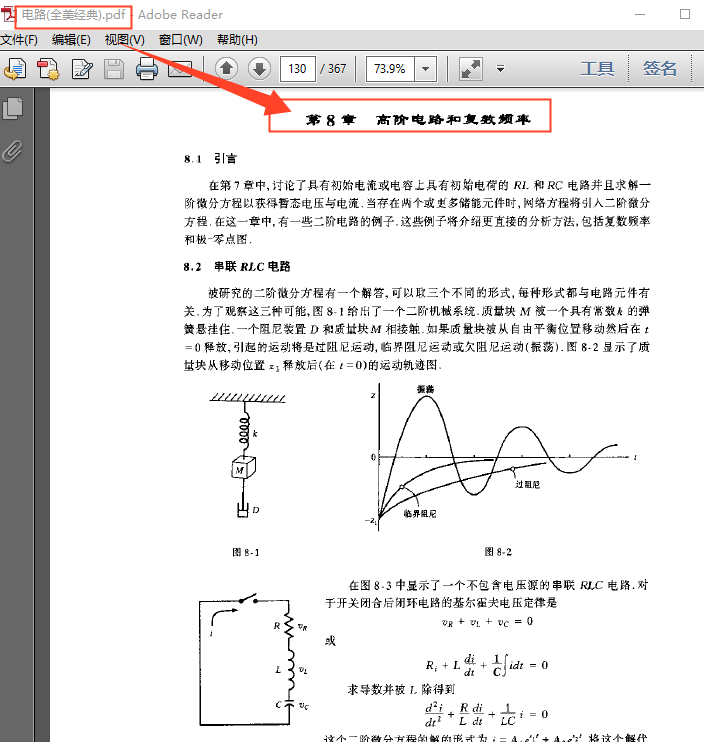 电路(全美经典).pdf - Adobe Reader
文件(F) 编辑(E) 视图(V) 窗口(W) 帮助(H)
130 / 367 73.9% 工具 签名
第 8 章 高阶电路和复数频率
8.1 引言
在第 7 章中,讨论了具有初始电流或电容上具有初始电荷的 RL 和 RC 电路并且求解一
阶微分方程以获得暂态电压与电流.当存在两个或更多储能元件时,网络方程将引入二阶微分
方程.在这一章中,有一些二阶电路的例子.这些例子将介绍更直接的分析方法,包括复数频率
和极-零点图.
8.2 串联 RLC 电路
被研究的二阶微分方程有一个解答,可以取三个不同的形式,每种形式都与电路元件有
关.为了观察这三种可能,图 8-1 给出了一个二阶机械系统.质量块 M 被一个具有常数 k 的弹
簧悬挂住.一个阻尼装置 D 和质量块 M 相接触.如果质量块被从自由平衡位置移动然后在 t
=0 释放,引起的运动将是过阻尼运动,临界阻尼运动或欠阻尼运动(振荡).图 8-2 显示了质
量块从移动位置 z₁ 释放后(在 t=0)的运动轨迹图.
k
M
D
图 8-1
z
振荡
0
t
过阻尼
临界阻尼
-z₁
图 8-2
i
R
v_R
L
v_L
C
v_C
在图 8-3 中显示了一个不包含电压源的串联 RLC 电路.对
于开关闭合后闭环电路的基尔霍夫电压定律是
v_R + v_L + v_C = 0
或
Ri + L di/dt + 1/C ∫ idt = 0
求导数并被 L 除得到
d²i/dt² + R/L di/dt + 1/LC i = 0